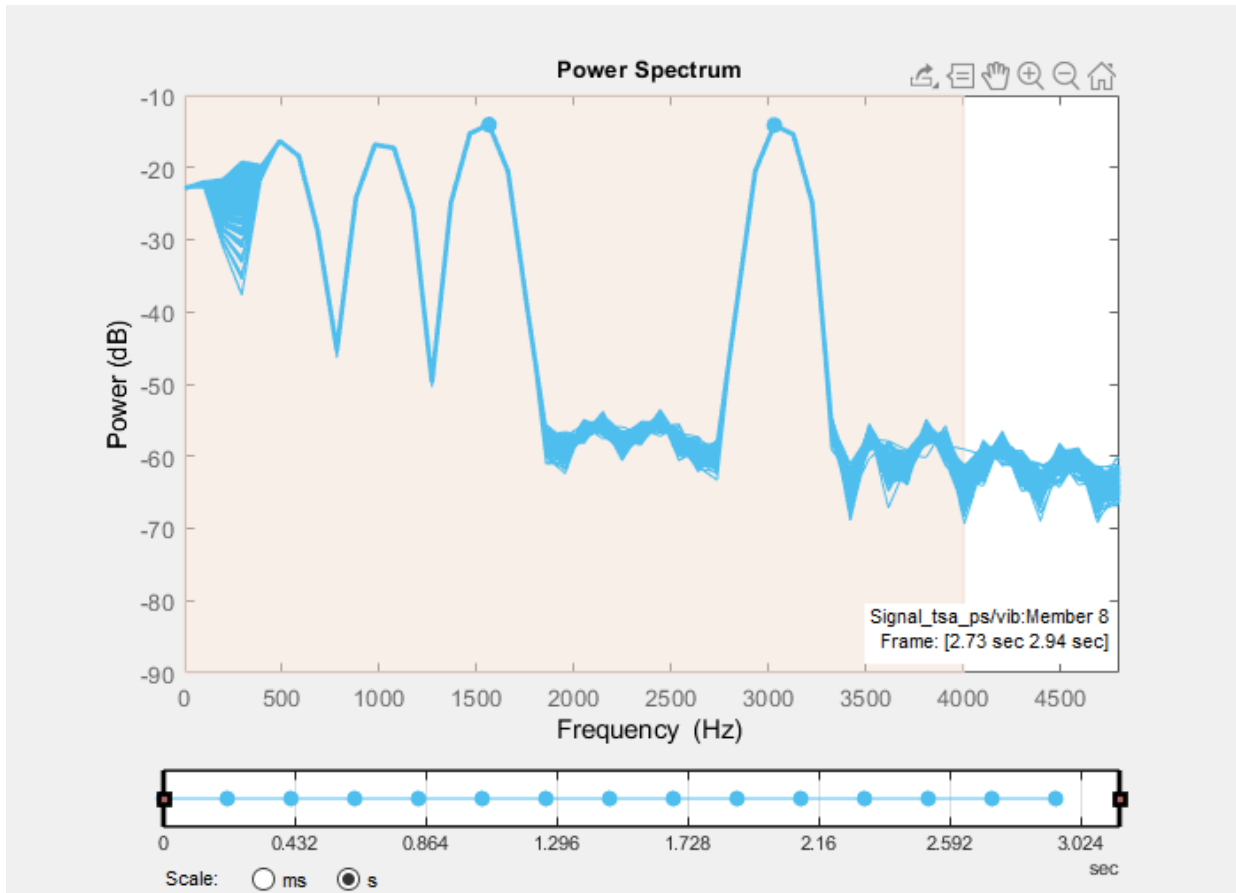 Power Spectrum
-10
-20
-30
-40
-50
-60
-70
-80
-90
Power (dB)
Signal_tsa_ps/vib:Member 8
Frame: [2.73 sec 2.94 sec]
0 500 1000 1500 2000 2500 3000 3500 4000 4500
Frequency (Hz)
0 0.432 0.864 1.296 1.728 2.16 2.592 3.024
sec
Scale: ms s